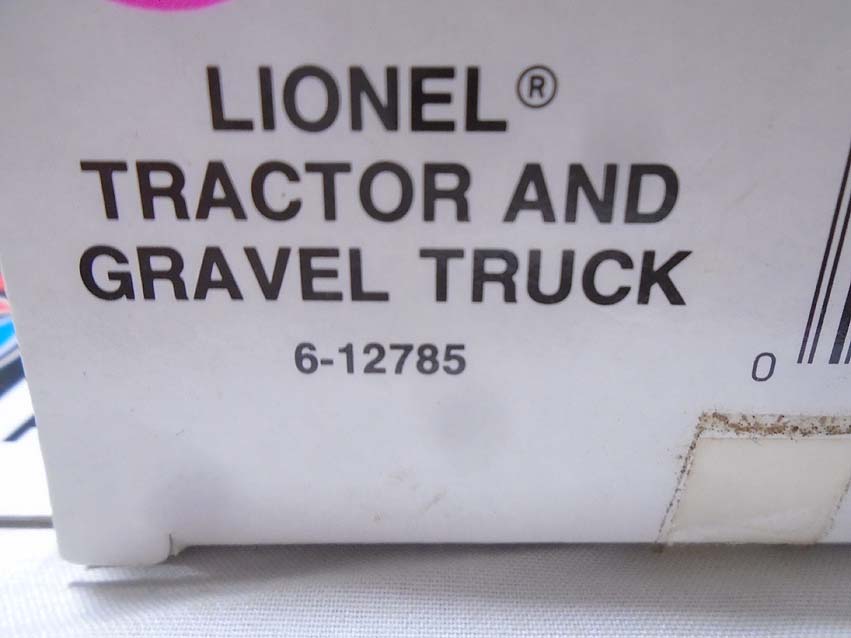 LIONEL®
TRACTOR AND
GRAVEL TRUCK
6-12785
0